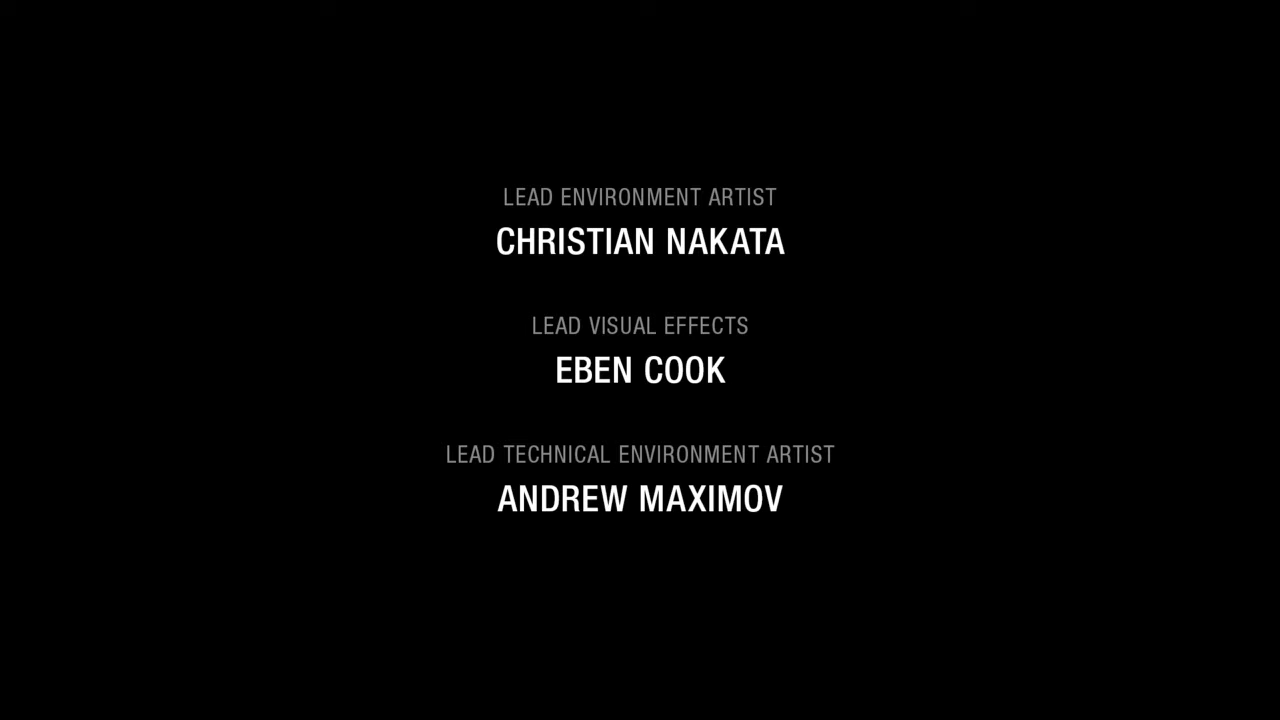 LEAD ENVIRONMENT ARTIST
CHRISTIAN NAKATA
LEAD VISUAL EFFECTS
EBEN COOK
LEAD TECHNICAL ENVIRONMENT ARTIST
ANDREW MAXIMOV